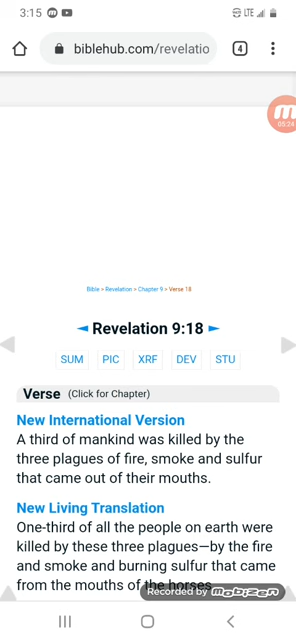 3:15 LTE
biblehub.com/revelatio 4
m
05:24
Bible > Revelation > Chapter 9 > Verse 18
◄ Revelation 9:18 ►
SUM PIC XRF DEV STU
Verse (Click for Chapter)
New International Version
A third of mankind was killed by the
three plagues of fire, smoke and sulfur
that came out of their mouths.
New Living Translation
One-third of all the people on earth were
killed by these three plagues—by the fire
and smoke and burning sulfur that came
from the mouths of the horses.
Recorded by mobizen